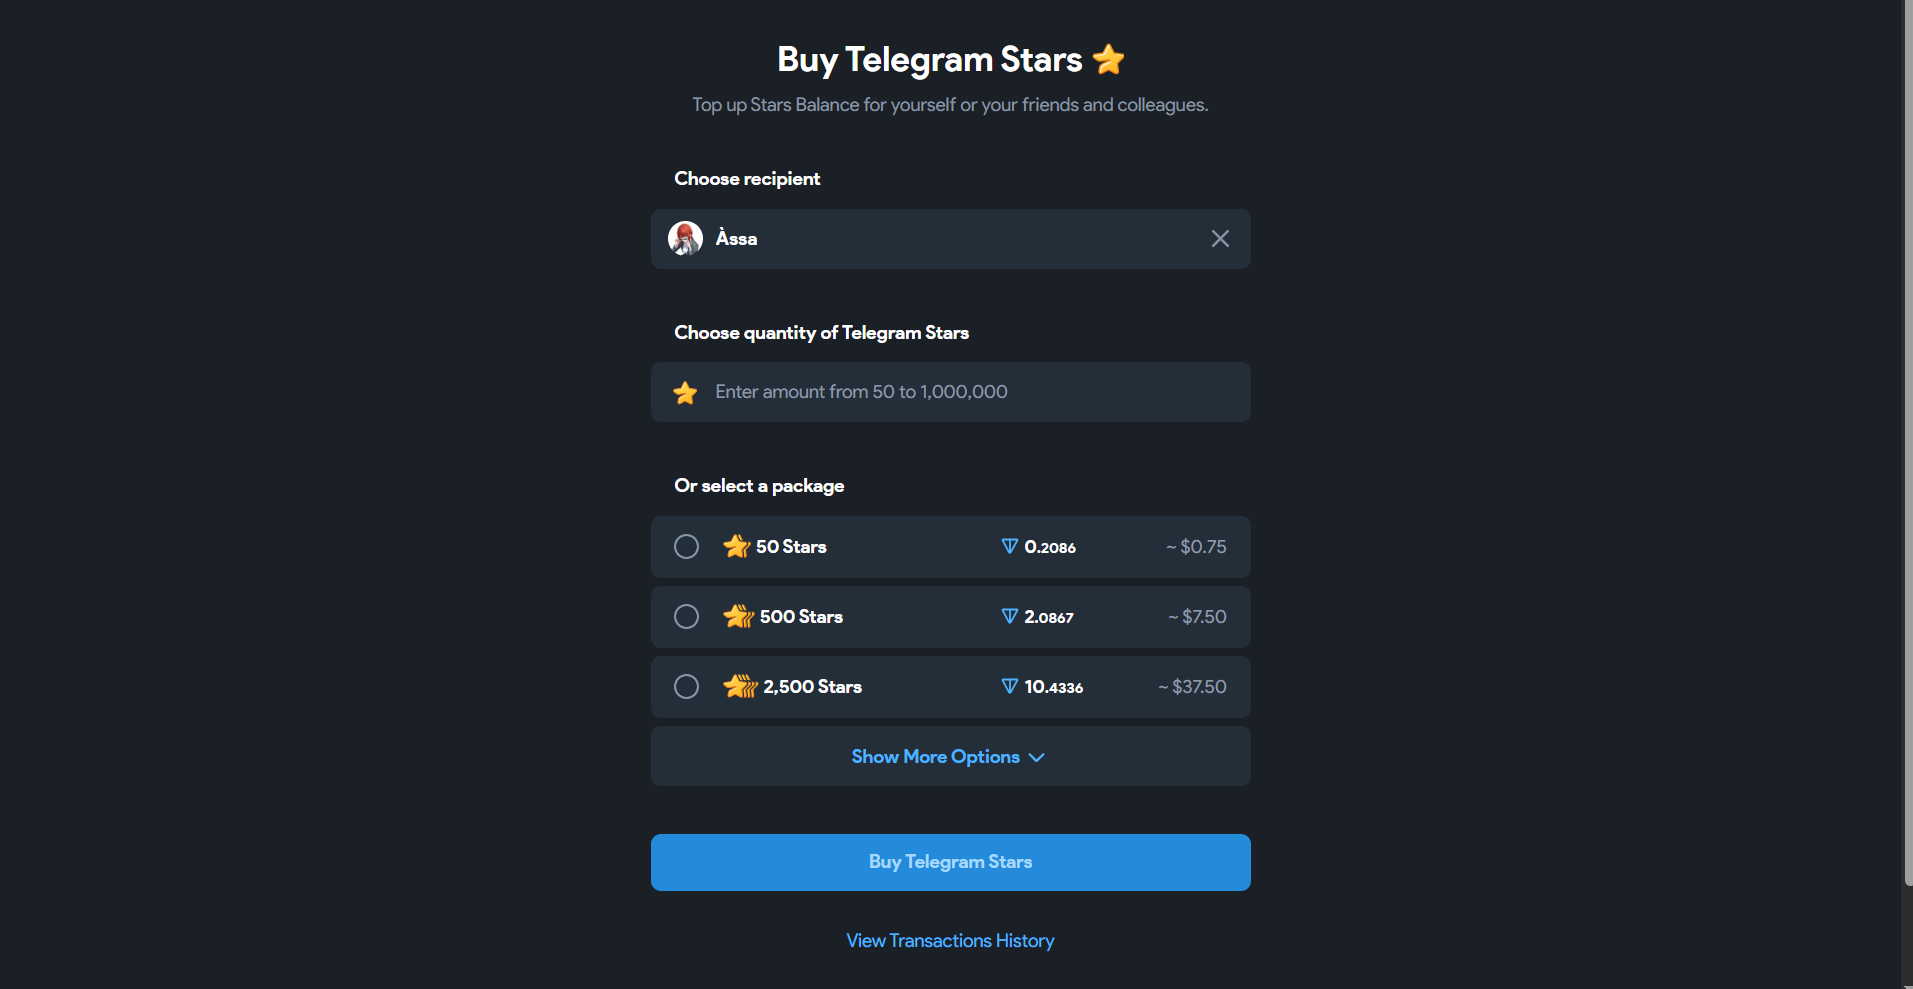 Buy Telegram Stars
Top up Stars Balance for yourself or your friends and colleagues.
Choose recipient
Àssa
Choose quantity of Telegram Stars
Enter amount from 50 to 1,000,000
Or select a package
50 Stars 0.2086 ~ $0.75
500 Stars 2.0867 ~ $7.50
2,500 Stars 10.4336 ~ $37.50
Show More Options
Buy Telegram Stars
View Transactions History